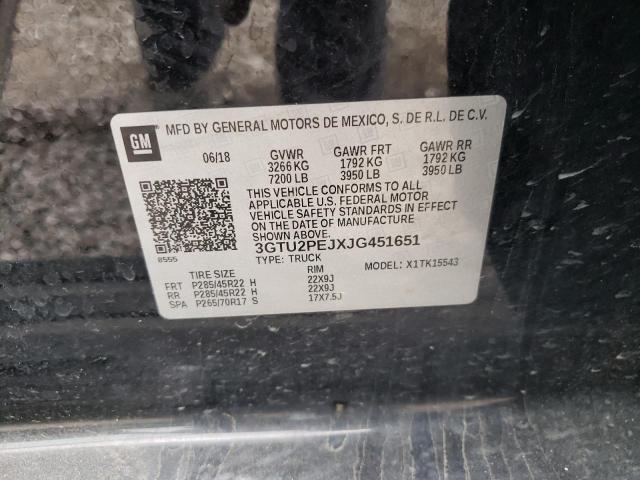 GM
MFD BY GENERAL MOTORS DE MEXICO, S. DE R.L. DE C.V.
06/18 GVWR GAWR FRT GAWR RR
3266 KG 1792 KG 1792 KG
7200 LB 3950 LB 3950 LB
THIS VEHICLE CONFORMS TO ALL
APPLICABLE U.S. FEDERAL MOTOR
VEHICLE SAFETY STANDARDS IN EFFECT
ON THE DATE OF MANUFACTURE
SHOWN ABOVE.
3GTU2PEJXJG451651
8555 TYPE: TRUCK MODEL: X1TK15543
TIRE SIZE RIM
FRT P285/45R22 H 22X9J
RR P285/45R22 H 22X9J
SPA P265/70R17 S 17X7.5J